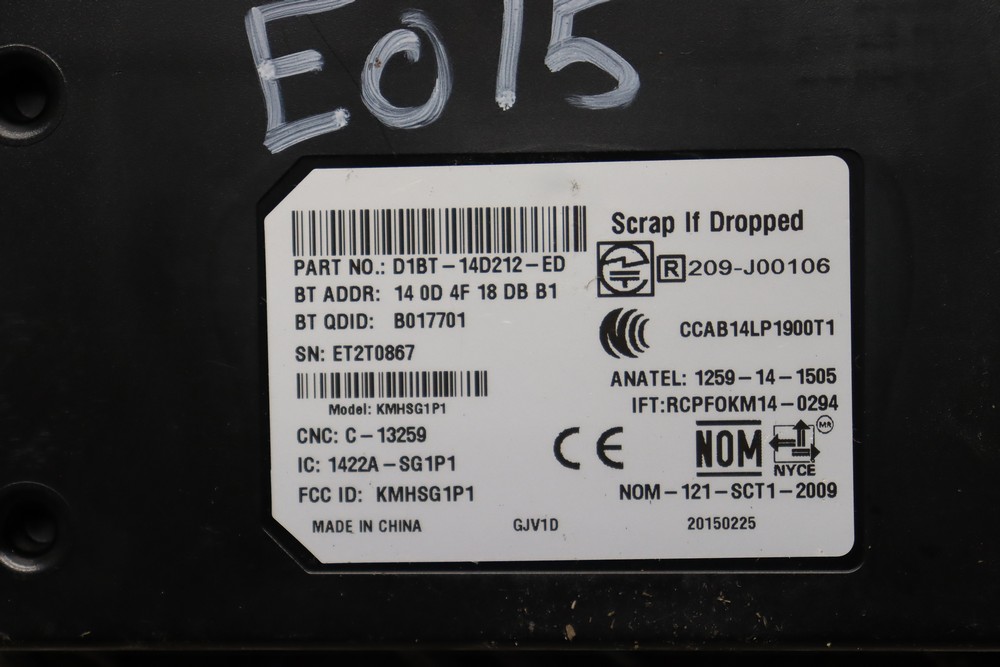 E015
Scrap If Dropped
PART NO.: D1BT-14D212-ED
R 209-J00106
BT ADDR: 14 0D 4F 18 DB B1
BT QDID: B017701
CCAB14LP1900T1
SN: ET2T0867
ANATEL: 1259-14-1505
Model: KMHSG1P1
IFT:RCPFOKM14-0294
CNC: C-13259
CE
NOM
MR
IC: 1422A-SG1P1
NYCE
FCC ID: KMHSG1P1
NOM-121-SCT1-2009
MADE IN CHINA
GJV1D
20150225